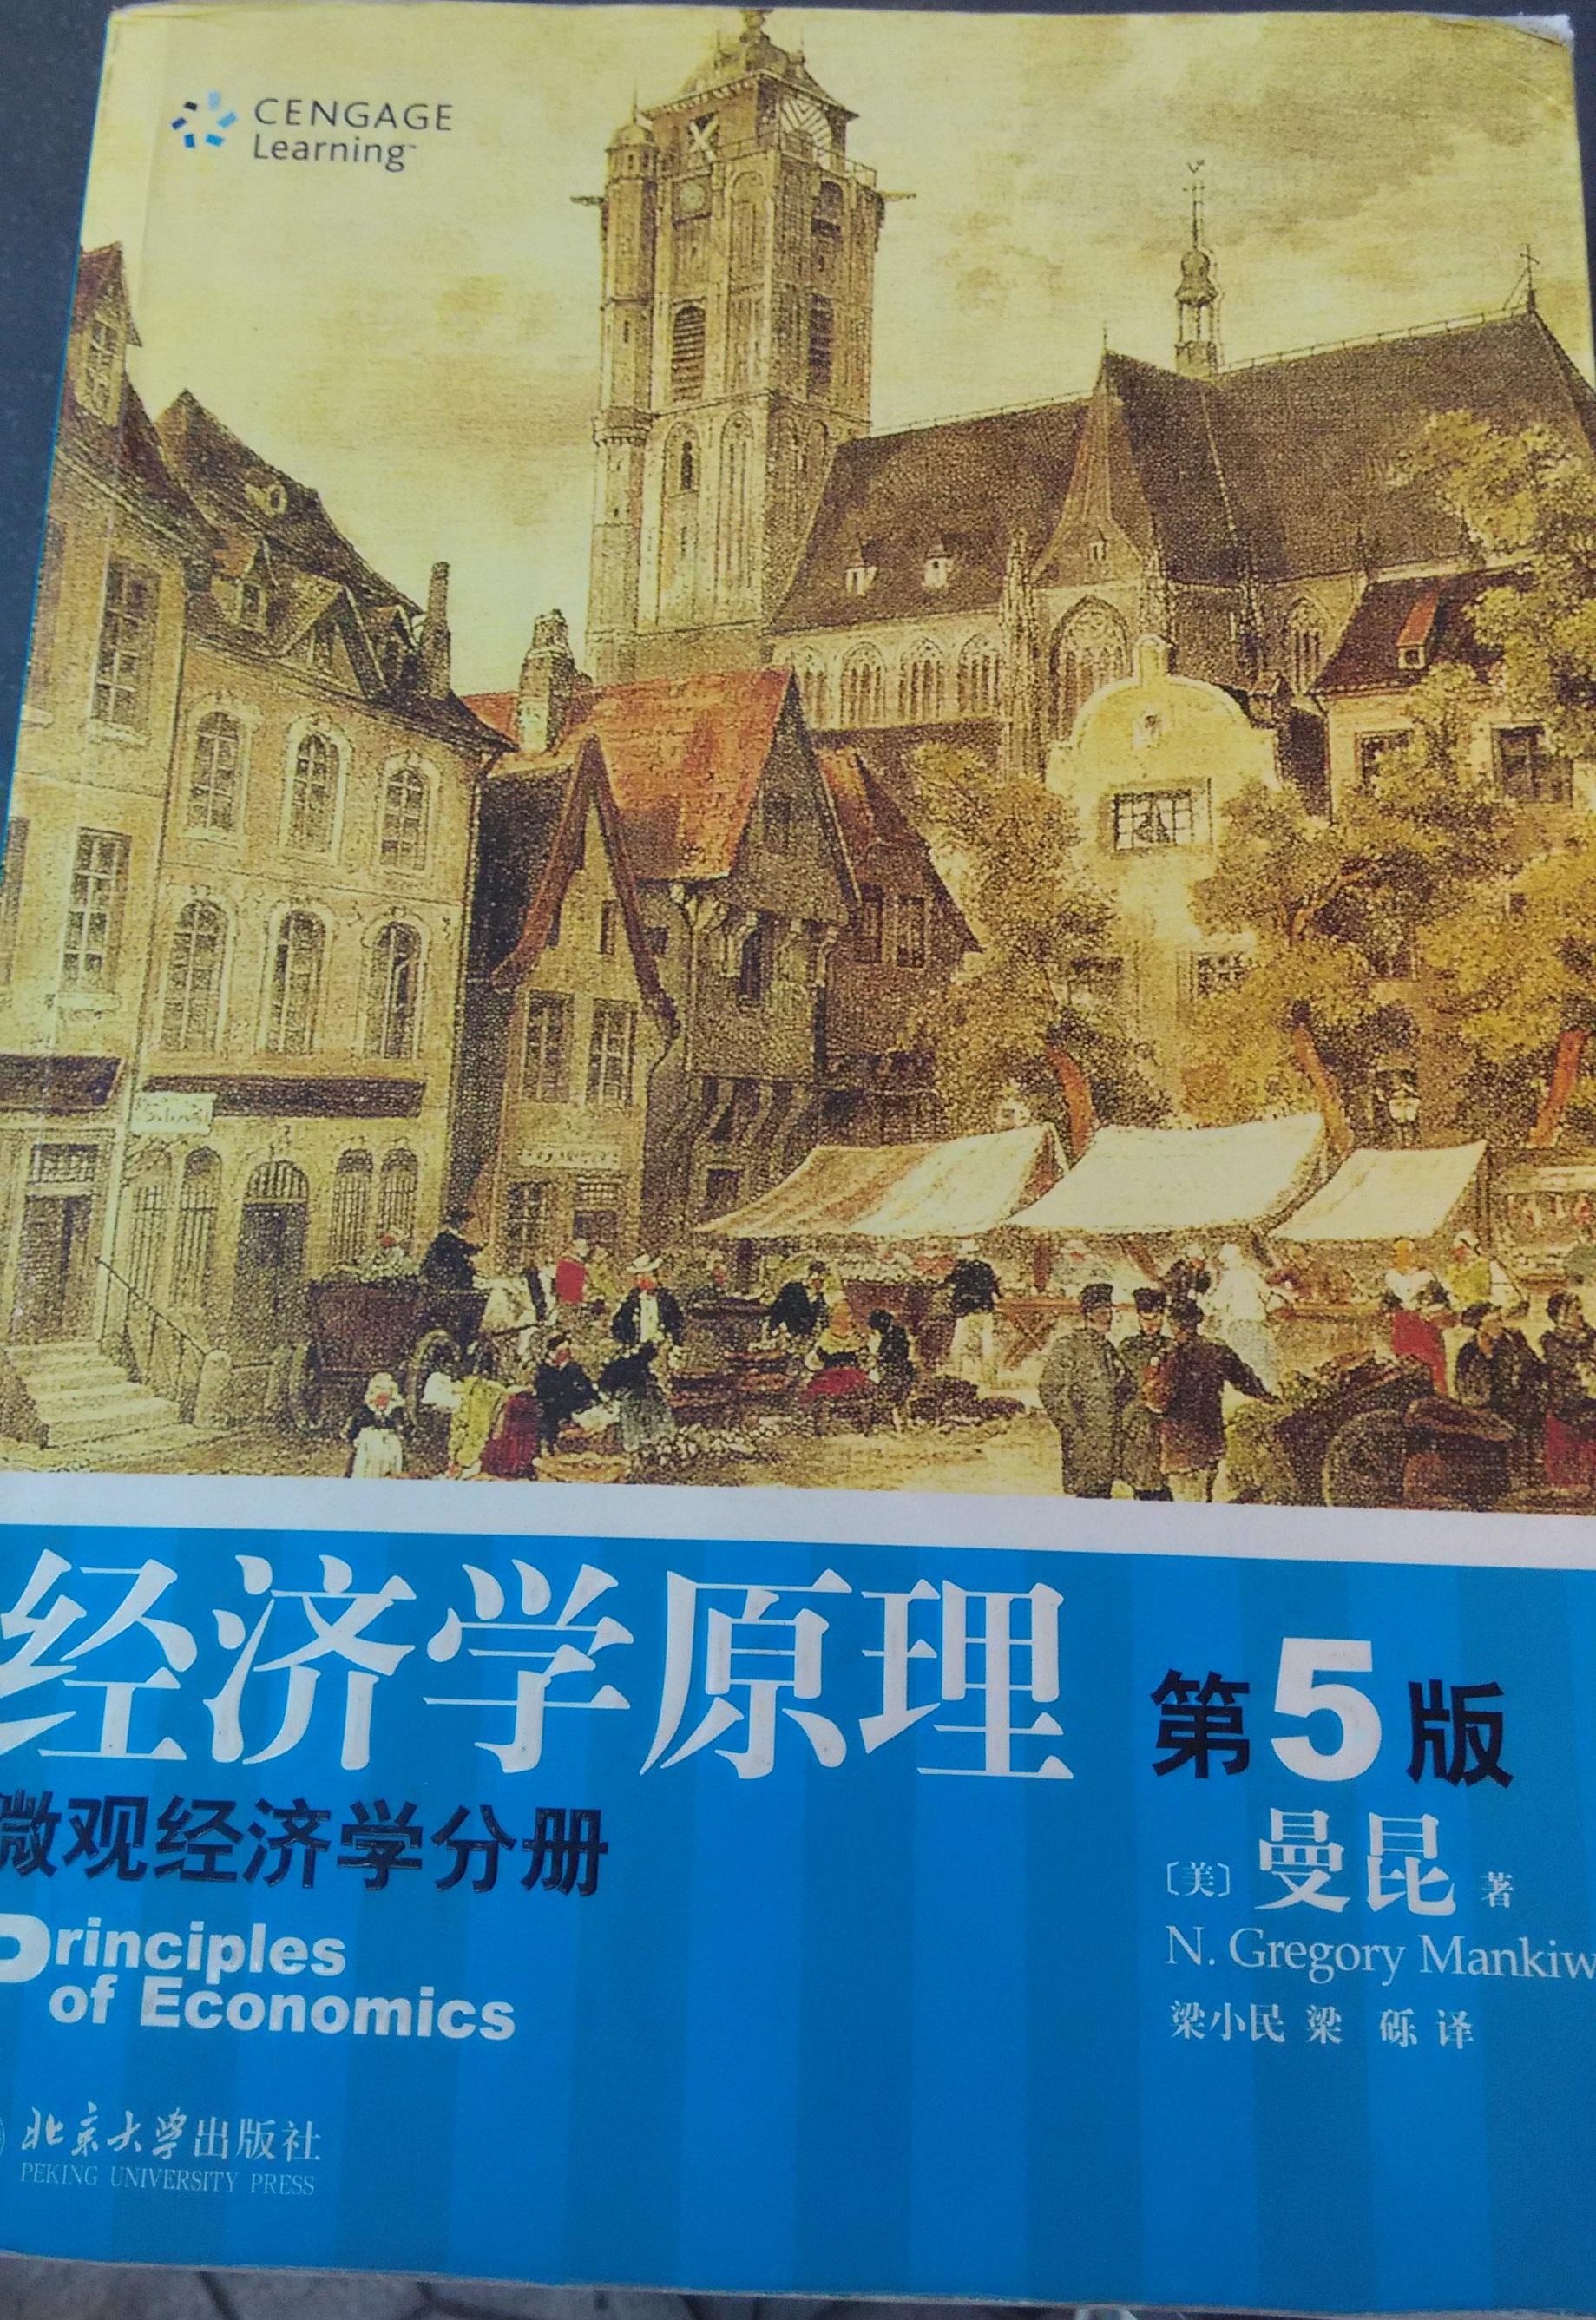 CENGAGE
Learning™
经济学原理
第5版
微观经济学分册
〔美〕曼昆 著
Principles
of Economics
N. Gregory Mankiw
梁小民 梁 砾 译
北京大学出版社
PEKING UNIVERSITY PRESS